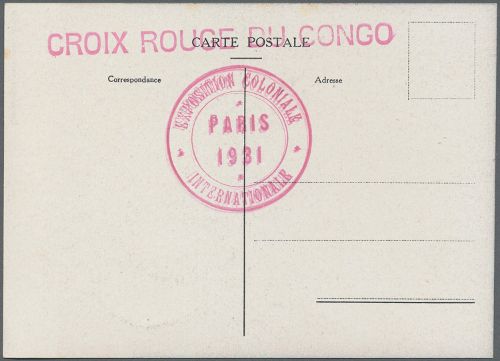 CROIX ROUGE DU CONGO
CARTE POSTALE
Correspondance
Adresse
EXPOSITION COLONIALE
PARIS
1931
INTERNATIONALE